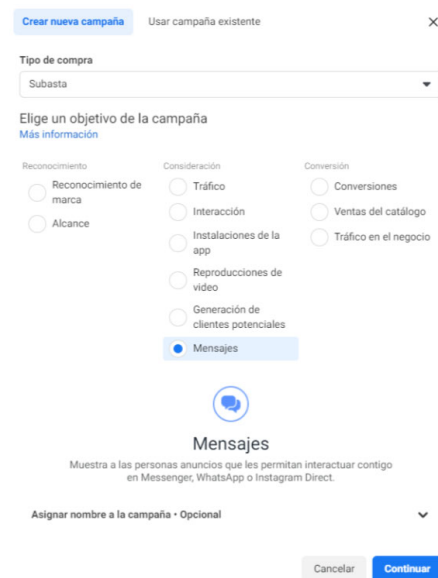 Crear nueva campaña
Usar campaña existente
Tipo de compra
Subasta
Elige un objetivo de la campaña
Más información
Reconocimiento
Reconocimiento de
marca
Alcance
Consideración
Tráfico
Interacción
Instalaciones de la
app
Reproducciones de
video
Generación de
clientes potenciales
Mensajes
Conversión
Conversiones
Ventas del catálogo
Tráfico en el negocio
Mensajes
Muestra a las personas anuncios que les permitan interactuar contigo
en Messenger, WhatsApp o Instagram Direct.
Asignar nombre a la campaña • Opcional
Cancelar
Continuar